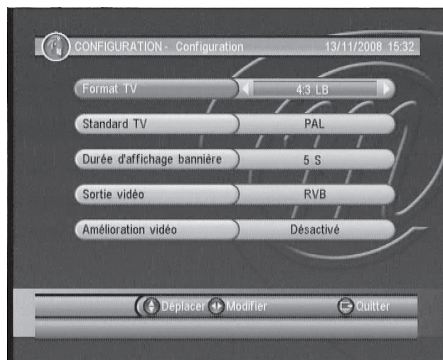 CONFIGURATION - Configuration 13/11/2008 15:32
Format TV 4:3 LB
Standard TV PAL
Durée d'affichage bannière 5 S
Sortie vidéo RVB
Amélioration vidéo Désactivé
Déplacer Modifier Quitter